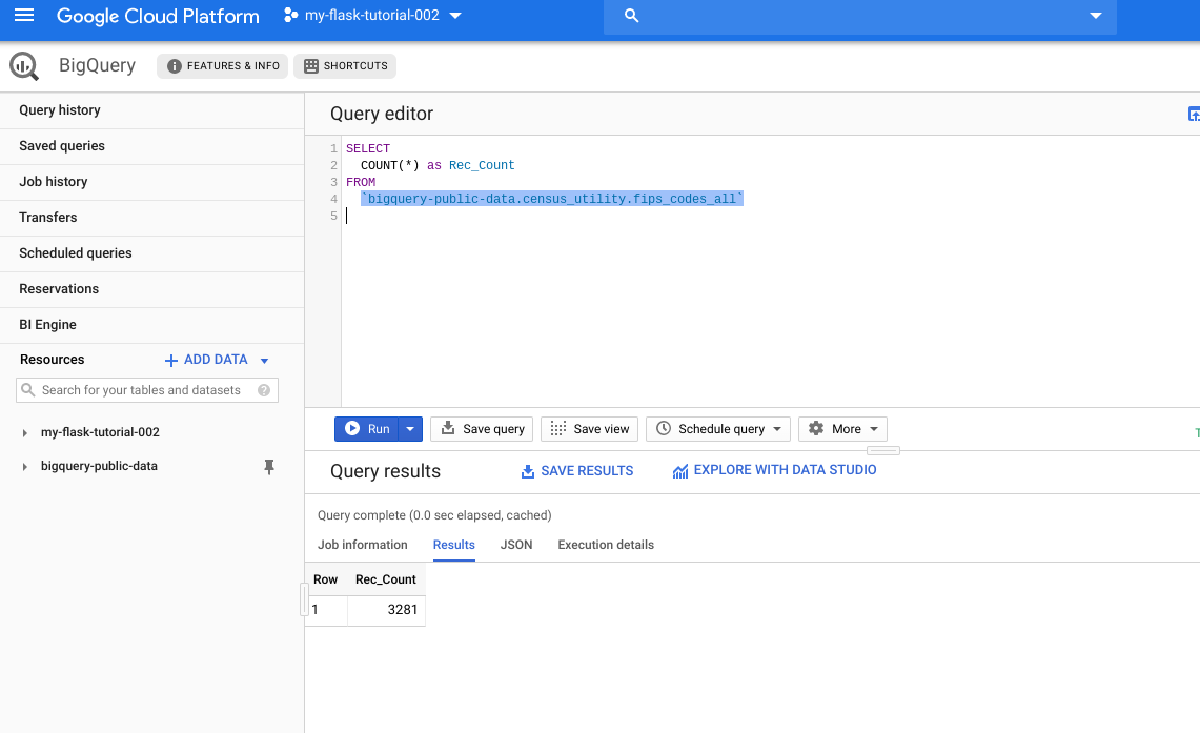 Google Cloud Platform my-flask-tutorial-002
BigQuery FEATURES & INFO SHORTCUTS
Query history
Saved queries
Job history
Transfers
Scheduled queries
Reservations
BI Engine
Resources ADD DATA
Search for your tables and datasets ?
my-flask-tutorial-002
bigquery-public-data
Query editor
1 SELECT
2 COUNT(*) as Rec_Count
3 FROM
4 `bigquery-public-data.census_utility.fips_codes_all`
5
Run Save query Save view Schedule query More
Query results SAVE RESULTS EXPLORE WITH DATA STUDIO
Query complete (0.0 sec elapsed, cached)
Job information Results JSON Execution details
Row Rec_Count
1 3281